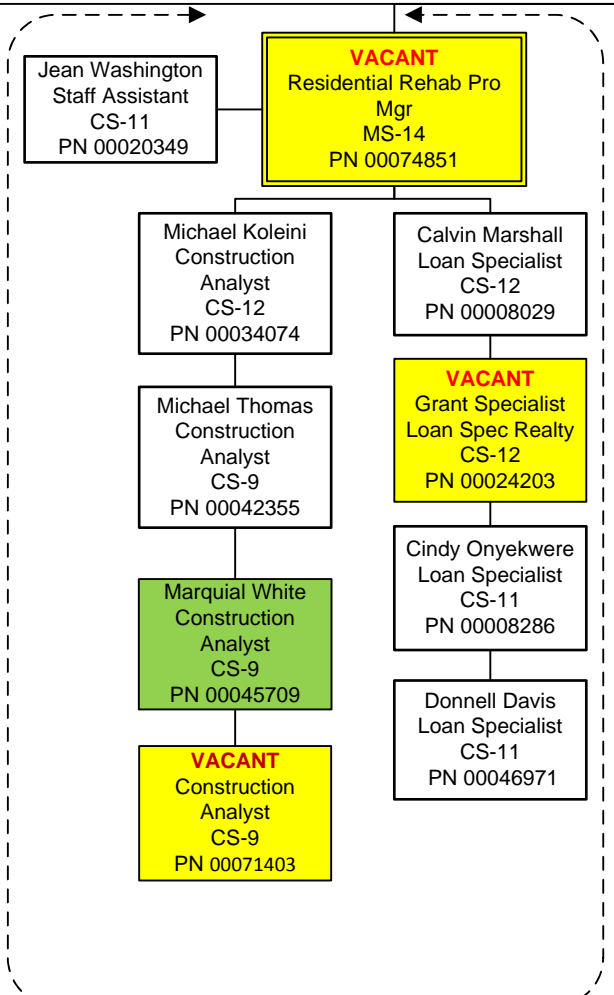 Jean Washington
Staff Assistant
CS-11
PN 00020349
VACANT
Residential Rehab Pro
Mgr
MS-14
PN 00074851
Michael Koleini
Construction
Analyst
CS-12
PN 00034074
Michael Thomas
Construction
Analyst
CS-9
PN 00042355
Marquial White
Construction
Analyst
CS-9
PN 00045709
VACANT
Construction
Analyst
CS-9
PN 00071403
Calvin Marshall
Loan Specialist
CS-12
PN 00008029
VACANT
Grant Specialist
Loan Spec Realty
CS-12
PN 00024203
Cindy Onyekwere
Loan Specialist
CS-11
PN 00008286
Donnell Davis
Loan Specialist
CS-11
PN 00046971